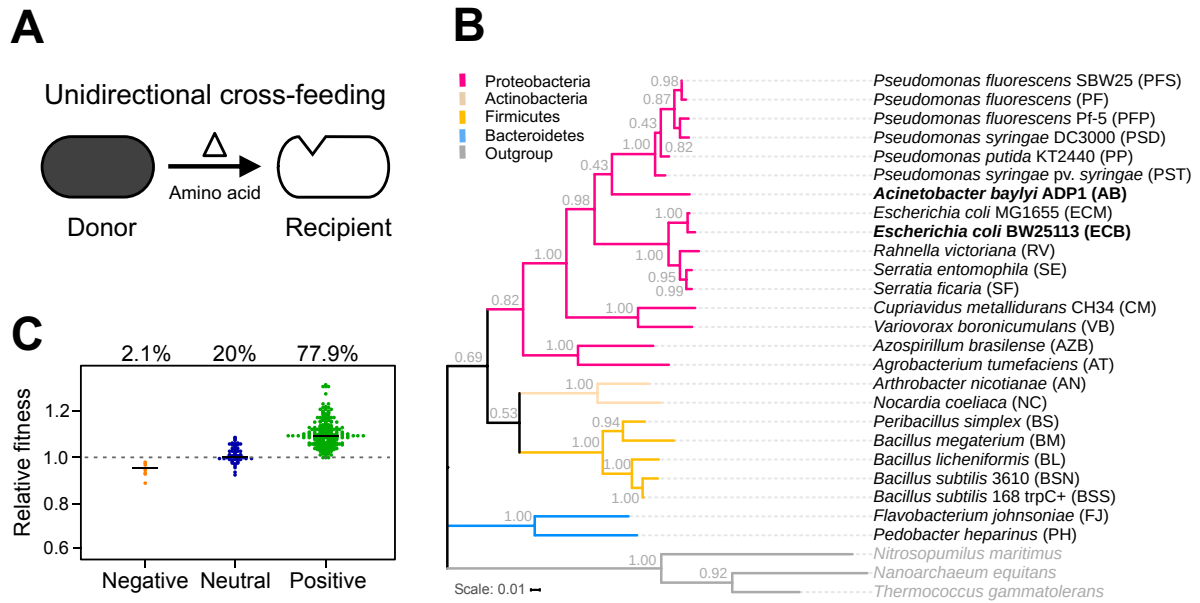 A
Unidirectional cross-feeding
Amino acid
Donor
Recipient
B
Proteobacteria
Actinobacteria
Firmicutes
Bacteroidetes
Outgroup
0.98
0.87
0.43
0.82
1.00
0.43
0.98
1.00
1.00
0.95
0.99
0.82
1.00
1.00
0.69
1.00
0.53
0.94
1.00
1.00
1.00
1.00
1.00
0.92
Pseudomonas fluorescens SBW25 (PFS)
Pseudomonas fluorescens (PF)
Pseudomonas fluorescens Pf-5 (PFP)
Pseudomonas syringae DC3000 (PSD)
Pseudomonas putida KT2440 (PP)
Pseudomonas syringae pv. syringae (PST)
Acinetobacter baylyi ADP1 (AB)
Escherichia coli MG1655 (ECM)
Escherichia coli BW25113 (ECB)
Rahnella victoriana (RV)
Serratia entomophila (SE)
Serratia ficaria (SF)
Cupriavidus metallidurans CH34 (CM)
Variovorax boronicumulans (VB)
Azospirillum brasilense (AZB)
Agrobacterium tumefaciens (AT)
Arthrobacter nicotianae (AN)
Nocardia coeliaca (NC)
Peribacillus simplex (BS)
Bacillus megaterium (BM)
Bacillus licheniformis (BL)
Bacillus subtilis 3610 (BSN)
Bacillus subtilis 168 trpC+ (BSS)
Flavobacterium johnsoniae (FJ)
Pedobacter heparinus (PH)
Nitrosopumilus maritimus
Nanoarchaeum equitans
Thermococcus gammatolerans
Scale: 0.01
C
2.1% 20% 77.9%
Relative fitness
1.2
1.0
0.8
0.6
Negative Neutral Positive